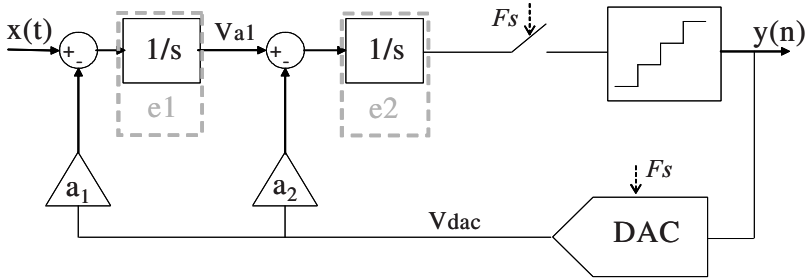 x(t)
+
-
1/s
e1
Va1
+
-
1/s
e2
Fs
y(n)
a1
a2
Vdac
Fs
DAC